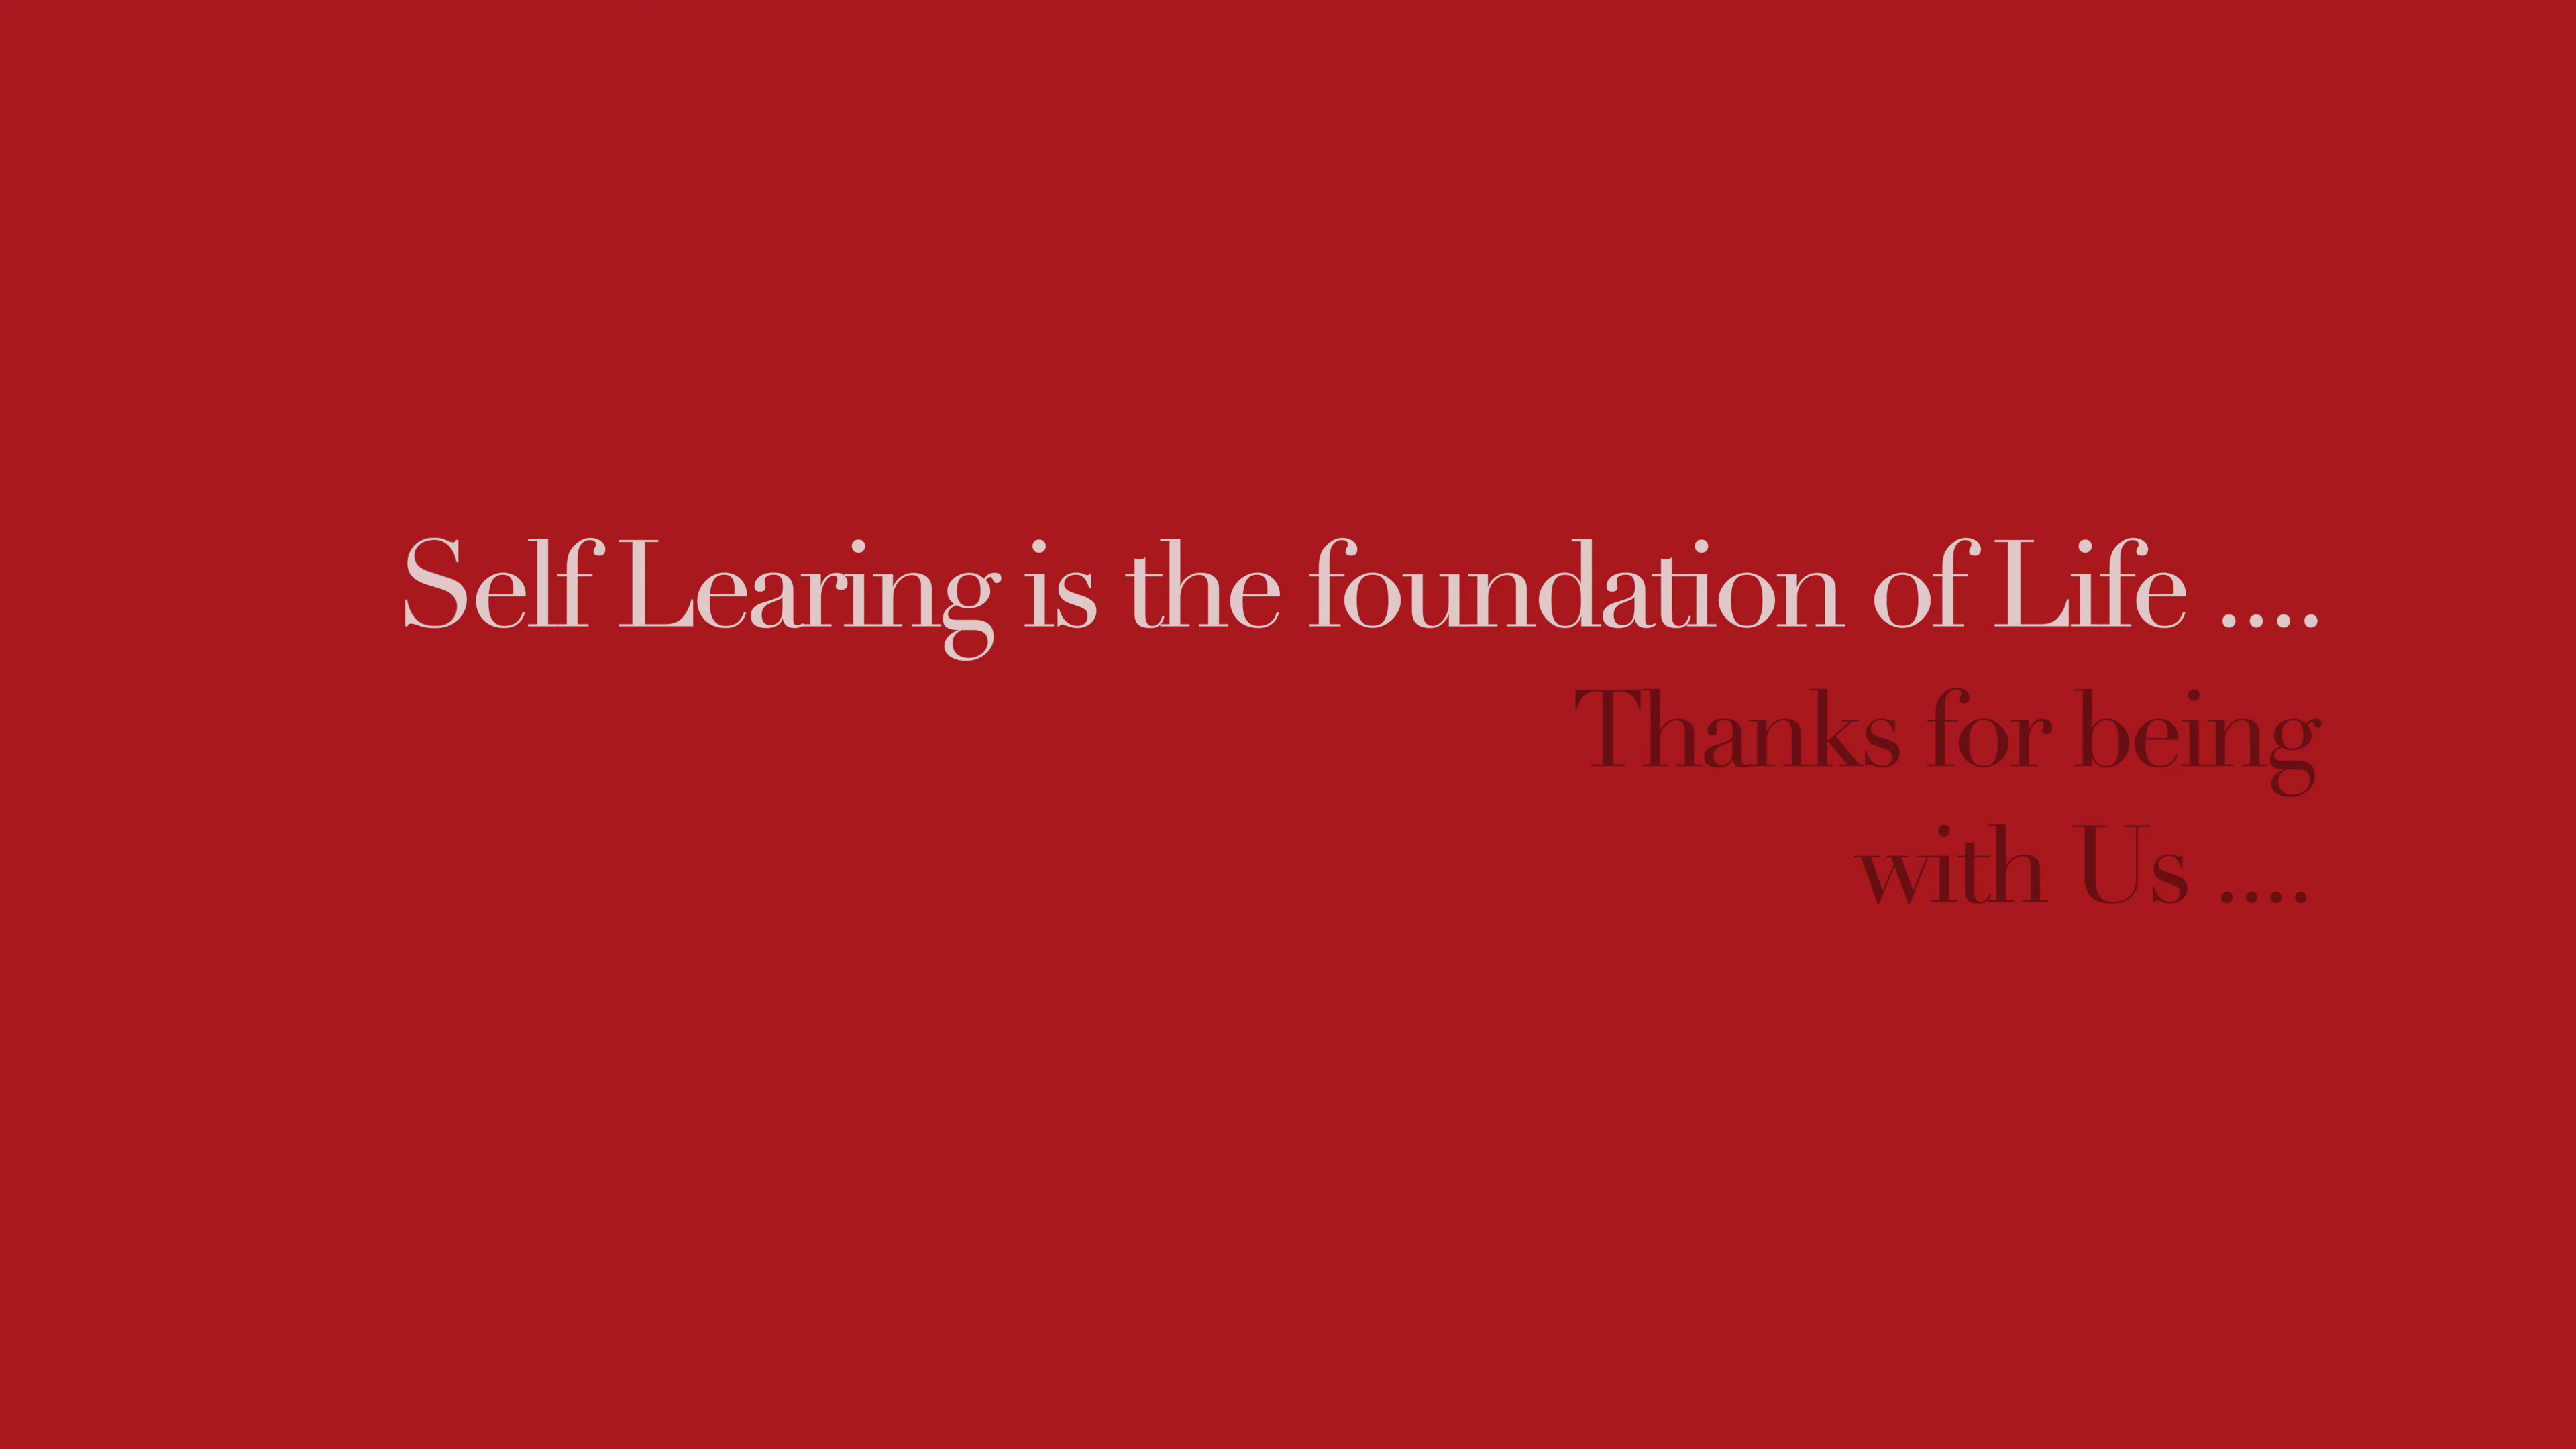 Self Learing is the foundation of Life ....
Thanks for being
with Us ....